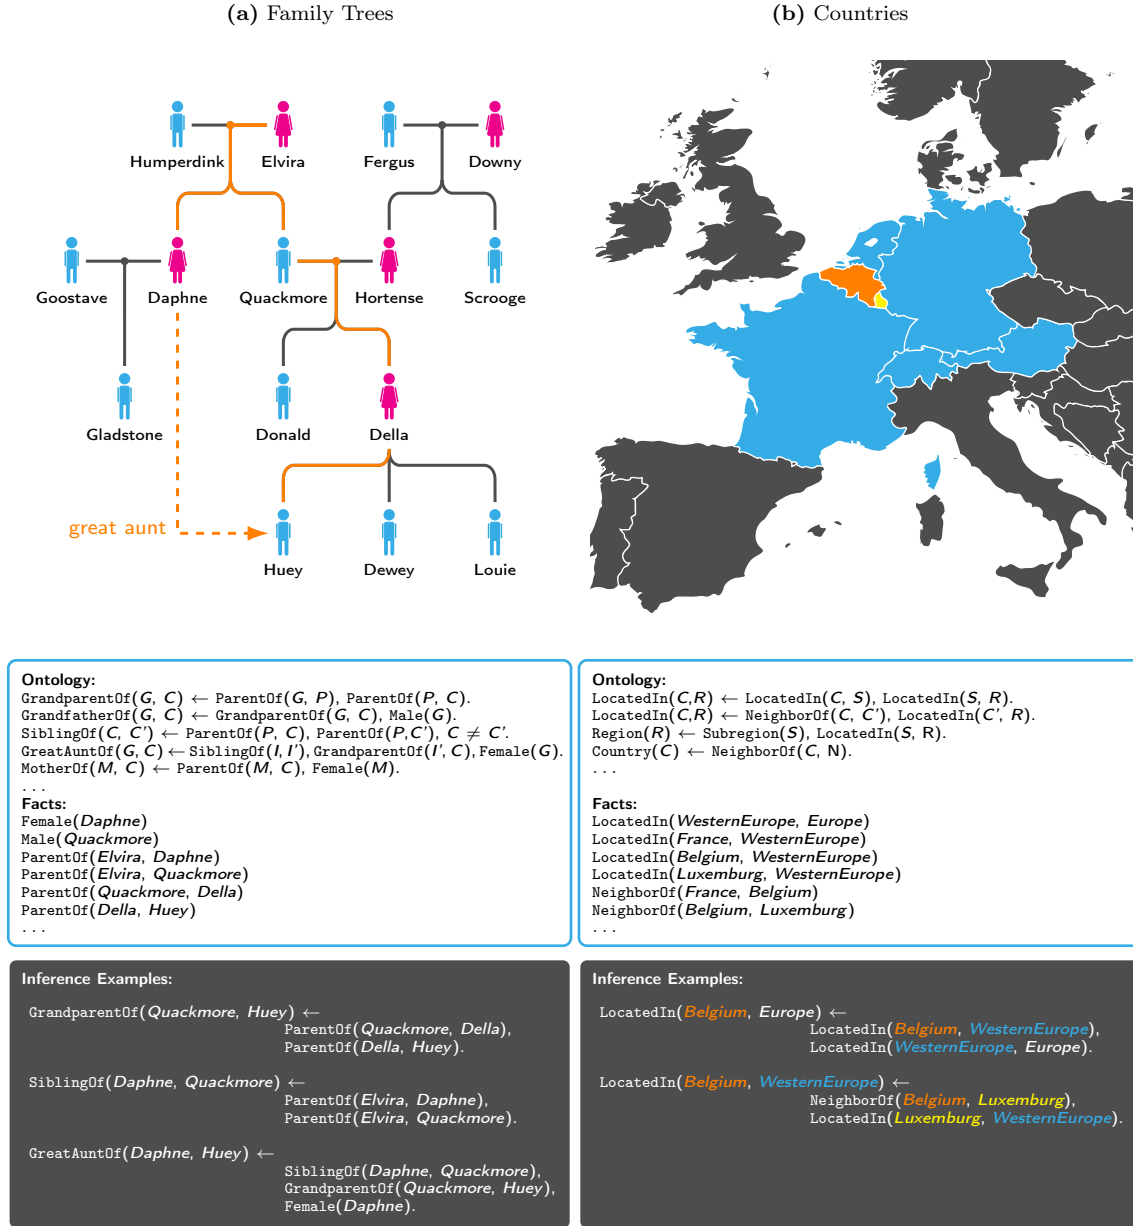 (a) Family Trees
Humperdink Elvira Fergus Downy
Goostave Daphne Quackmore Hortense Scrooge
Gladstone Donald Della
great aunt
Huey Dewey Louie
Ontology:
GrandparentOf(G, C) ← ParentOf(G, P), ParentOf(P, C).
GrandfatherOf(G, C) ← GrandparentOf(G, C), Male(G).
SiblingOf(C, C') ← ParentOf(P, C), ParentOf(P,C'), C ≠ C'.
GreatAuntOf(G, C) ← SiblingOf(I, I'), GrandparentOf(I', C), Female(G).
MotherOf(M, C) ← ParentOf(M, C), Female(M).
...
Facts:
Female(Daphne)
Male(Quackmore)
ParentOf(Elvira, Daphne)
ParentOf(Elvira, Quackmore)
ParentOf(Quackmore, Della)
ParentOf(Della, Huey)
...
Inference Examples:
GrandparentOf(Quackmore, Huey) ←
ParentOf(Quackmore, Della),
ParentOf(Della, Huey).
SiblingOf(Daphne, Quackmore) ←
ParentOf(Elvira, Daphne),
ParentOf(Elvira, Quackmore).
GreatAuntOf(Daphne, Huey) ←
SiblingOf(Daphne, Quackmore),
GrandparentOf(Quackmore, Huey),
Female(Daphne).
(b) Countries
Ontology:
LocatedIn(C,R) ← LocatedIn(C, S), LocatedIn(S, R).
LocatedIn(C,R) ← NeighborOf(C, C'), LocatedIn(C', R).
Region(R) ← Subregion(S), LocatedIn(S, R).
Country(C) ← NeighborOf(C, N).
...
Facts:
LocatedIn(WesternEurope, Europe)
LocatedIn(France, WesternEurope)
LocatedIn(Belgium, WesternEurope)
LocatedIn(Luxemburg, WesternEurope)
NeighborOf(France, Belgium)
NeighborOf(Belgium, Luxemburg)
...
Inference Examples:
LocatedIn(Belgium, Europe) ←
LocatedIn(Belgium, WesternEurope),
LocatedIn(WesternEurope, Europe).
LocatedIn(Belgium, WesternEurope) ←
NeighborOf(Belgium, Luxemburg),
LocatedIn(Luxemburg, WesternEurope).